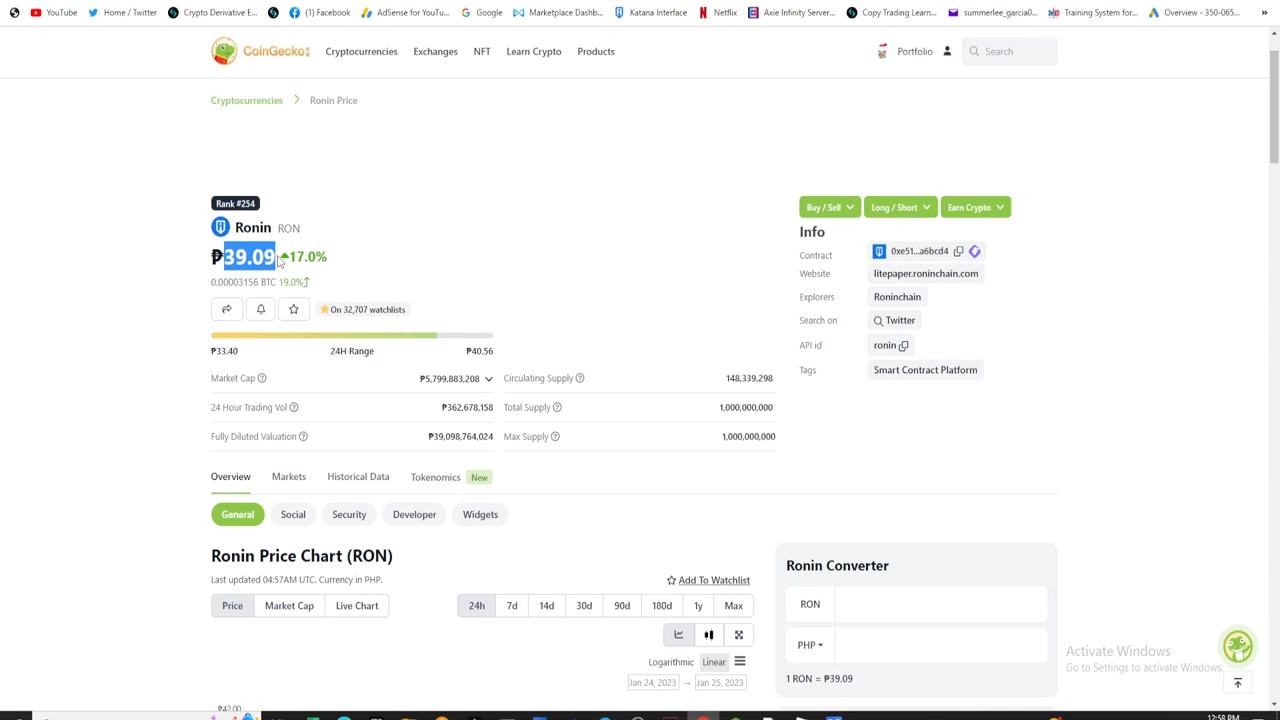 YouTube Home / Twitter Crypto Derivative E... (1) Facebook AdSense for YouTu... Google Marketplace Dashb... Katana Interface Netflix Axie Infinity Server... Copy Trading Learn... summerlee_garcia0... Training System for... Overview - 350-065... »
CoinGecko Cryptocurrencies Exchanges NFT Learn Crypto Products Portfolio Search
Cryptocurrencies > Ronin Price
Rank #254
Ronin RON
₱39.09 17.0%
0.00003156 BTC 19.0%
On 32,707 watchlists
₱33.40 24H Range ₱40.56
Market Cap ₱5,799,883,208
24 Hour Trading Vol ₱362,678,158
Fully Diluted Valuation ₱39,098,764,024
Circulating Supply 148,339,298
Total Supply 1,000,000,000
Max Supply 1,000,000,000
Buy / Sell Long / Short Earn Crypto
Info
Contract 0xe51...a6bcd4
Website litepaper.roninchain.com
Explorers Roninchain
Search on Twitter
API id ronin
Tags Smart Contract Platform
Overview Markets Historical Data Tokenomics New
General Social Security Developer Widgets
Ronin Price Chart (RON)
Last updated 04:57AM UTC. Currency in PHP.
Add To Watchlist
Price Market Cap Live Chart 24h 7d 14d 30d 90d 180d 1y Max
Logarithmic Linear
Jan 24, 2023 → Jan 25, 2023
₱42.00
Ronin Converter
RON
PHP
1 RON = ₱39.09
Activate Windows
Go to Settings to activate Windows.
12:58 PM